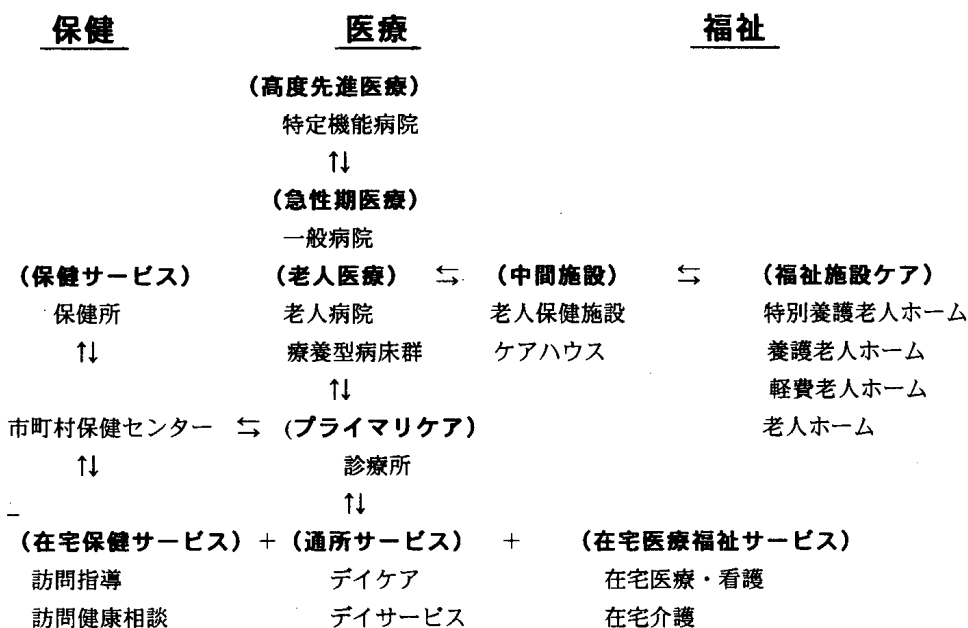 保健 医療 福祉
(高度先進医療)
特定機能病院
↑↓
(急性期医療)
一般病院
(保健サービス) (老人医療) ⇆ (中間施設) ⇆ (福祉施設ケア)
保健所 老人病院 老人保健施設 特別養護老人ホーム
↑↓ 療養型病床群 ケアハウス 養護老人ホーム
↑↓ 軽費老人ホーム
市町村保健センター ⇆ (プライマリケア) 老人ホーム
↑↓ 診療所
↑↓
(在宅保健サービス) + (通所サービス) + (在宅医療福祉サービス)
訪問指導 デイケア 在宅医療・看護
訪問健康相談 デイサービス 在宅介護